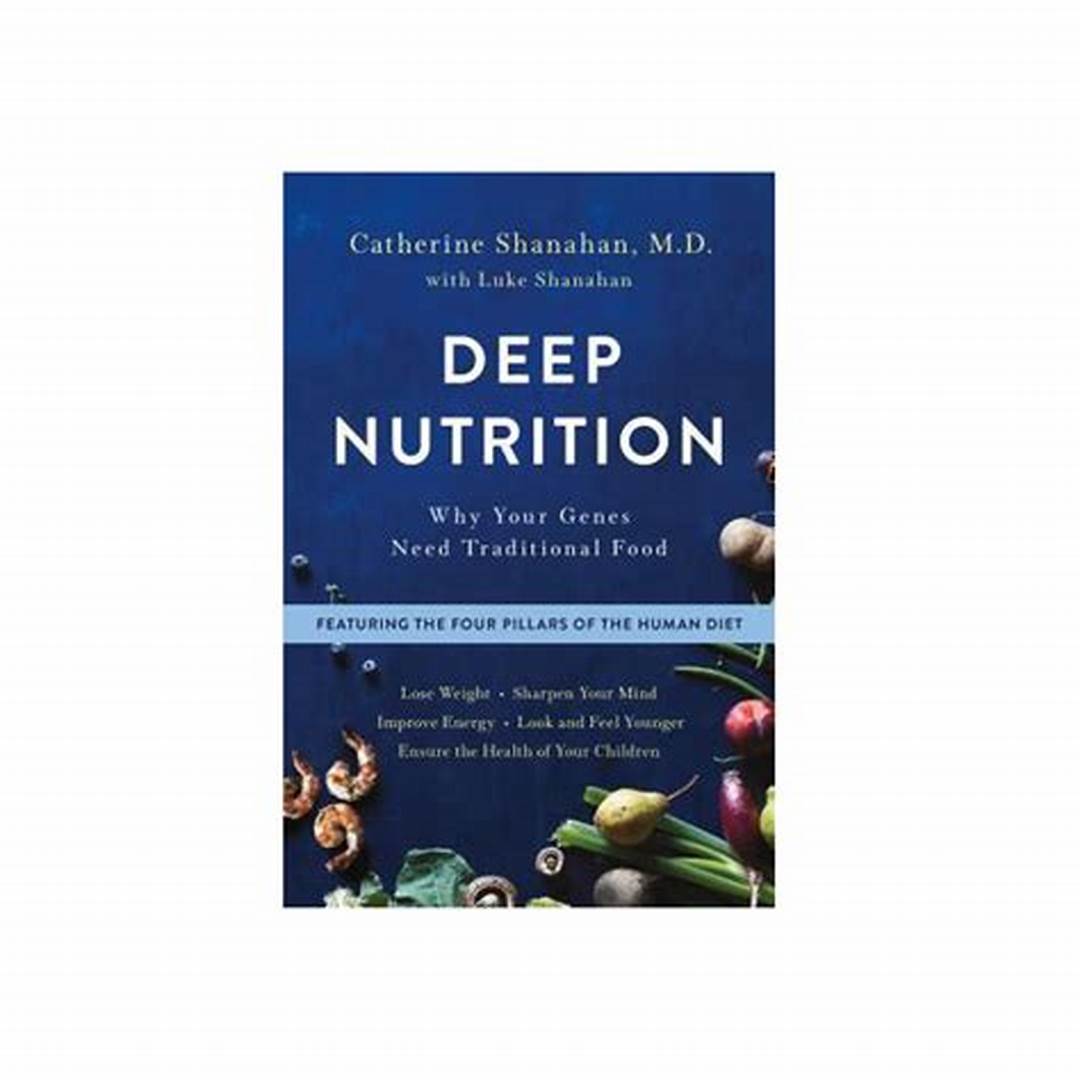 Catherine Shanahan, M.D.
with Luke Shanahan
DEEP
NUTRITION
Why Your Genes
Need Traditional Food
FEATURING THE FOUR PILLARS OF THE HUMAN DIET
Lose Weight • Sharpen Your Mind
Improve Energy • Look and Feel Younger
Ensure the Health of Your Children